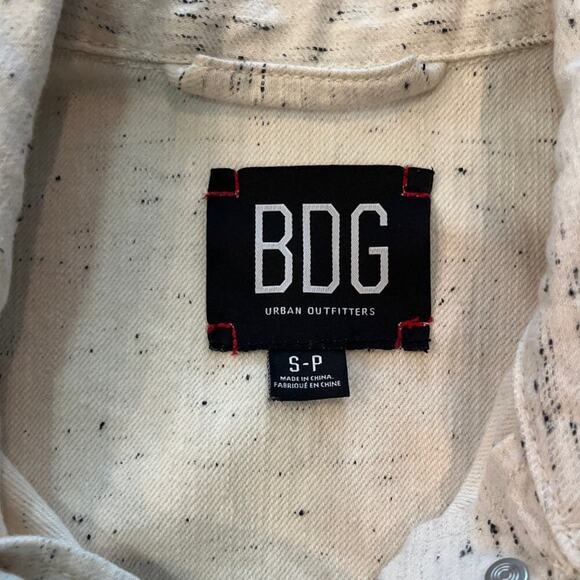 BDG
URBAN OUTFITTERS
S-P
MADE IN CHINA.
FABRIQUÉ EN CHINE